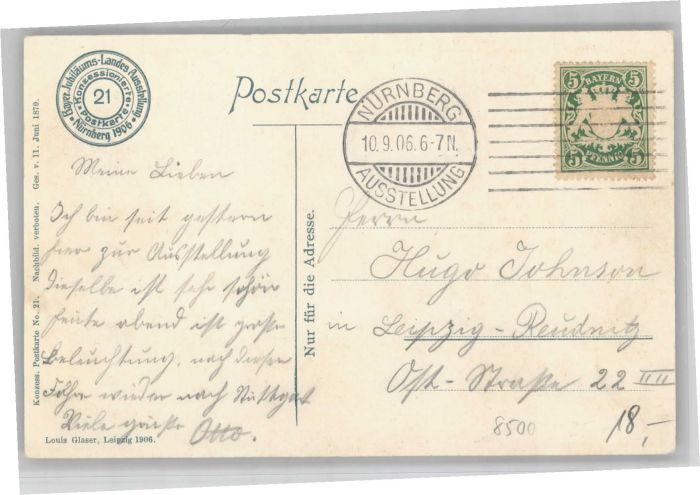 Bayer. Jubiläums-Landes-Ausstellung
Konzessionierte
21
Postkarte
Nürnberg 1906
Postkarte
NÜRNBERG
10.9.06.6-7N.
AUSSTELLUNG
5 BAYERN 5
5 PFENNIG 5
Ges. v. 11. Juni 1870.
Nachbild. verboten.
Konzess. Postkarte No. 21.
Meine Lieben
Ich bin seit gestern
hier zur Ausstellung
dieselbe ist sehr schön
heute abend ist große
Beleuchtung, nach dieser
Fahre wieder nach Stuttgart
Viele Grüße Otto.
Louis Glaser, Leipzig 1906.
Nur für die Adresse.
Herrn
Hugo Johnson
in Leipzig-Reudnitz
Ost-Straße 22 III
8500
18,-